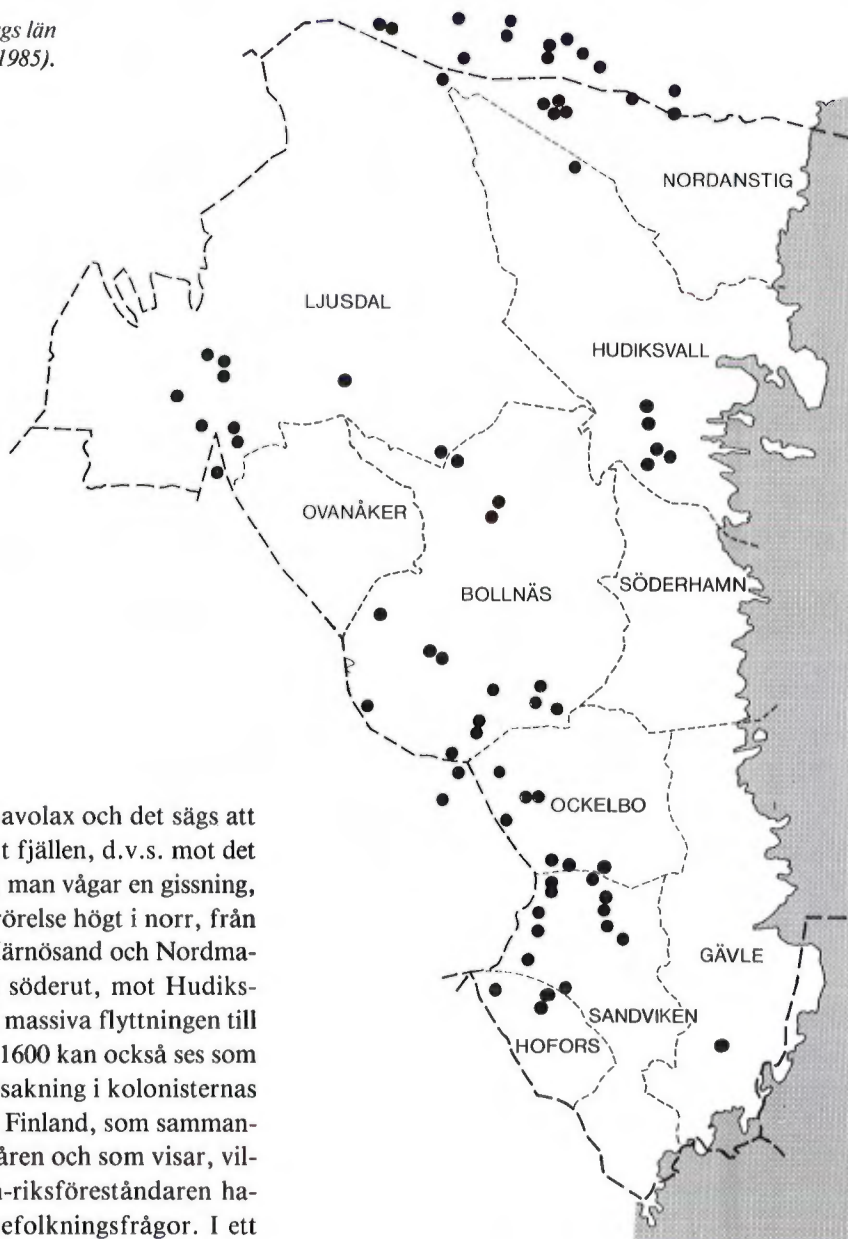 gs län
1985).
NORDANSTIG
LJUSDAL
HUDIKSVALL
OVANÅKER
BOLLNÄS
SÖDERHAMN
OCKELBO
GÄVLE
SANDVIKEN
HOFORS
avolax och det sägs att
t fjällen, d.v.s. mot det
man vågar en gissning,
rörelse högt i norr, från
Härnösand och Nordma-
söderut, mot Hudiks-
massiva flyttningen till
1600 kan också ses som
sakning i kolonisternas
Finland, som samman-
åren och som visar, vil-
-riksföreståndaren ha-
efolkningsfrågor. I ett